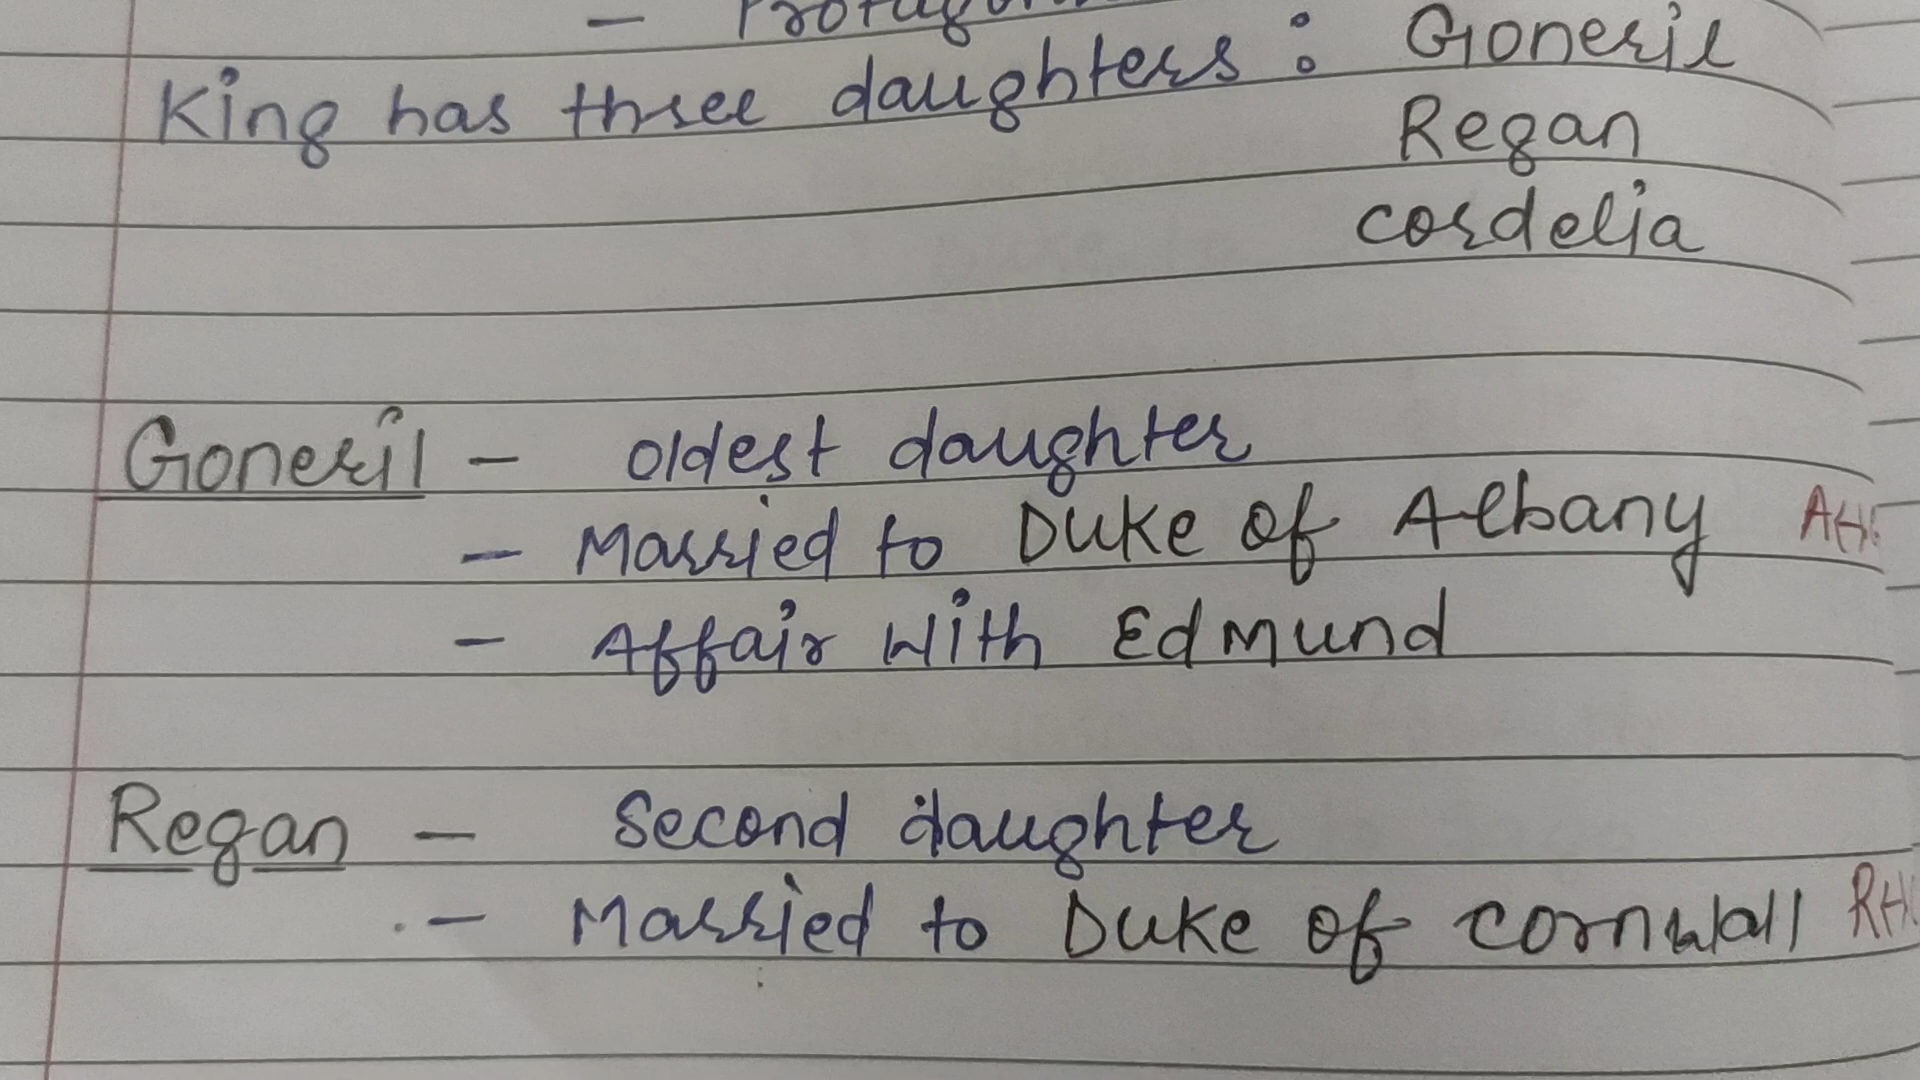 King has three daughters : Goneril
Regan
cordelia
Goneril - oldest daughter
- Married to Duke of Albany
- Affair with Edmund
Regan - Second daughter
- Married to Duke of cornwall